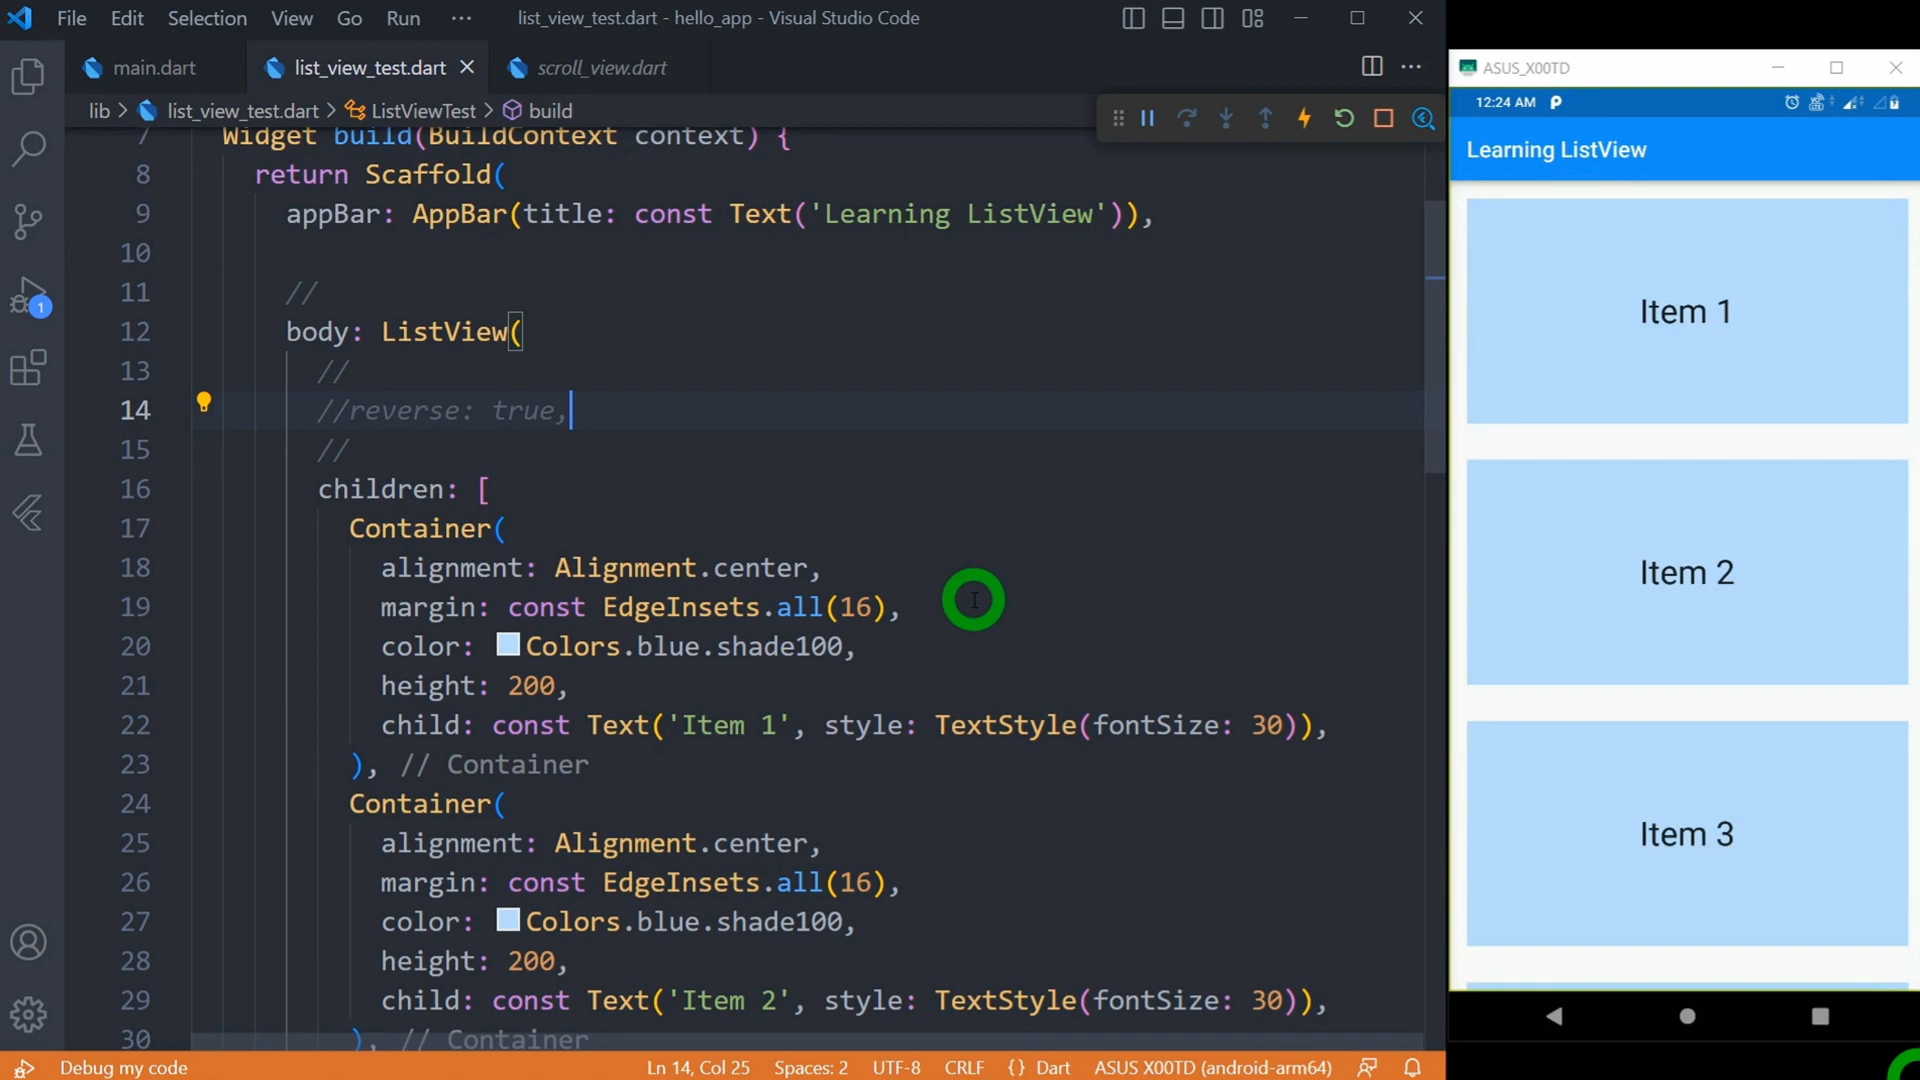 File Edit Selection View Go Run ··· list_view_test.dart - hello_app - Visual Studio Code
main.dart list_view_test.dart scroll_view.dart
lib > list_view_test.dart > ListViewTest > build
7 Widget build(BuildContext context) {
8 return Scaffold(
9 appBar: AppBar(title: const Text('Learning ListView')),
10
11 //
12 body: ListView(
13 //
14 //reverse: true,
15 //
16 children: [
17 Container(
18 alignment: Alignment.center,
19 margin: const EdgeInsets.all(16),
20 color: Colors.blue.shade100,
21 height: 200,
22 child: const Text('Item 1', style: TextStyle(fontSize: 30)),
23 ), // Container
24 Container(
25 alignment: Alignment.center,
26 margin: const EdgeInsets.all(16),
27 color: Colors.blue.shade100,
28 height: 200,
29 child: const Text('Item 2', style: TextStyle(fontSize: 30)),
30 ), // Container
1
Debug my code Ln 14, Col 25 Spaces: 2 UTF-8 CRLF {} Dart ASUS X00TD (android-arm64)
ASUS_X00TD
12:24 AM P
Learning ListView
Item 1
Item 2
Item 3